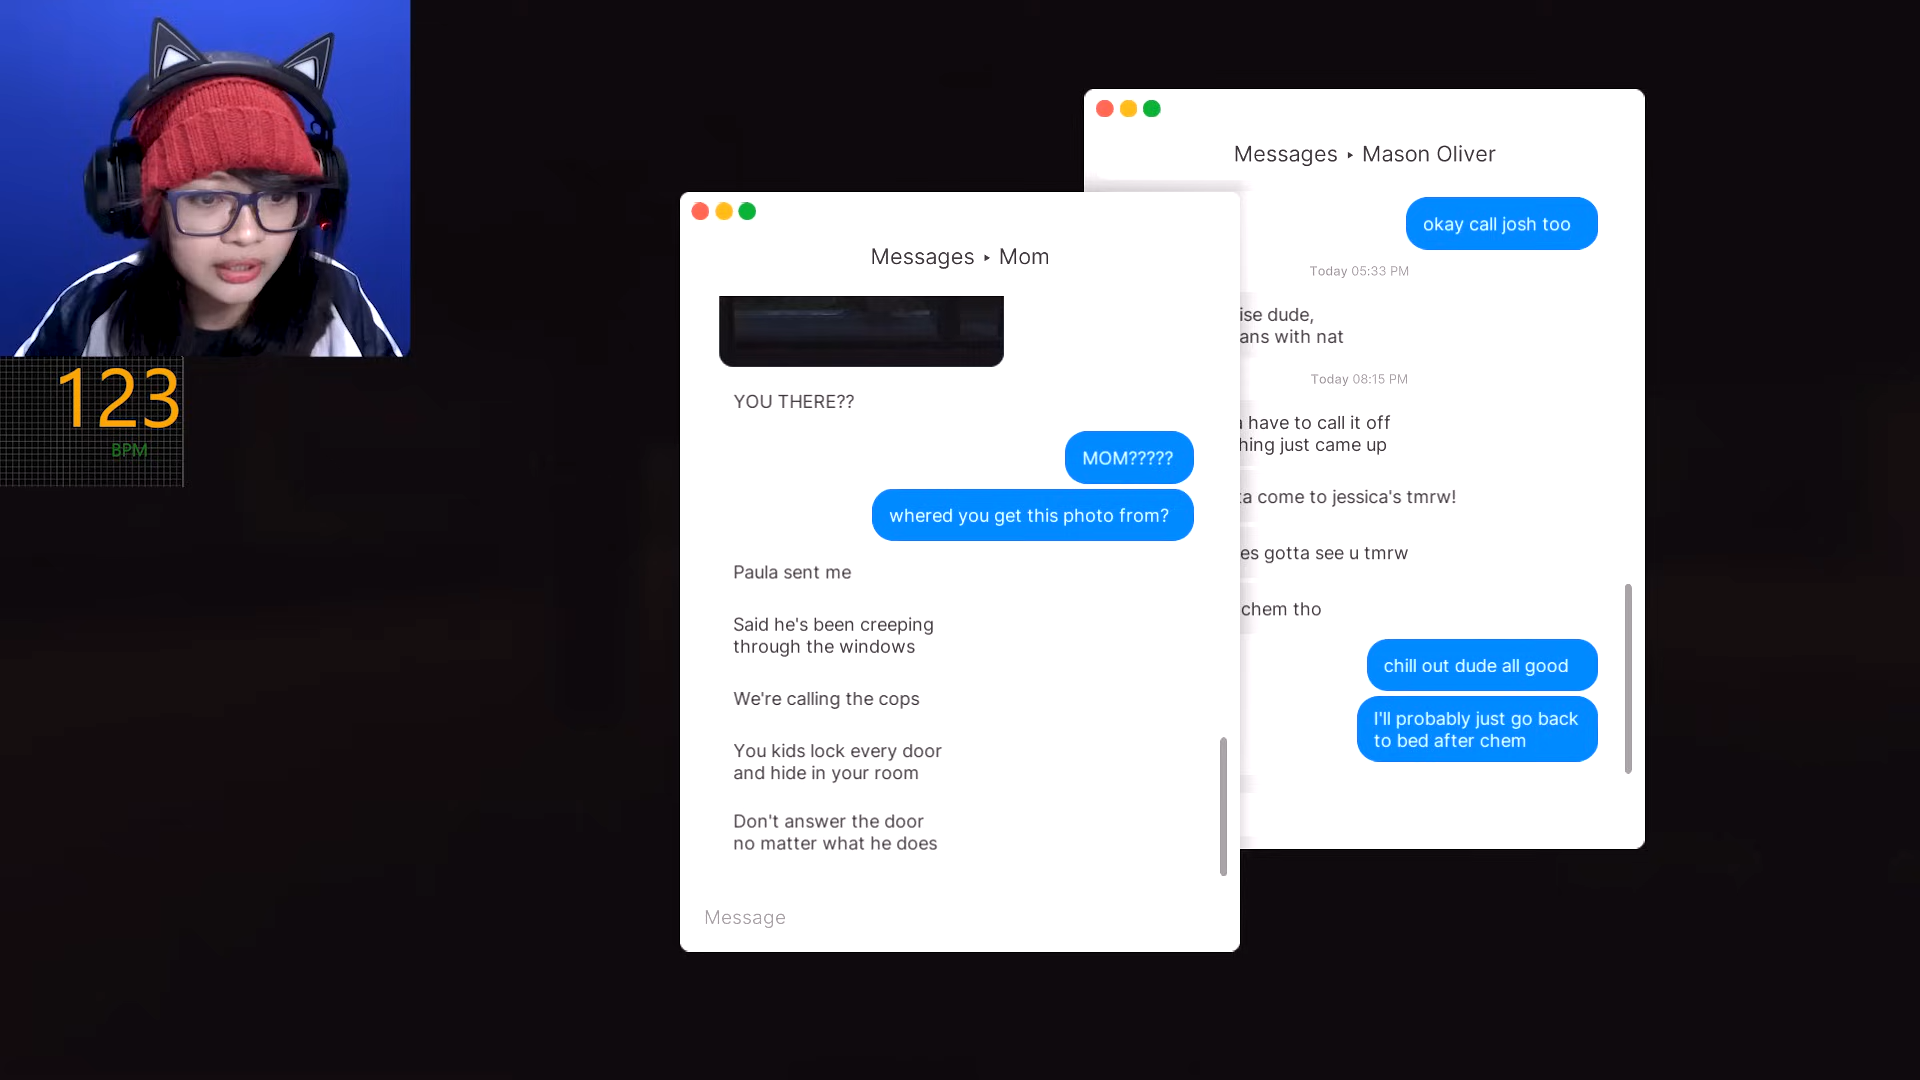 123
BPM
Messages ‣ Mom
YOU THERE??
MOM?????
whered you get this photo from?
Paula sent me
Said he's been creeping
through the windows
We're calling the cops
You kids lock every door
and hide in your room
Don't answer the door
no matter what he does
Message
Messages ‣ Mason Oliver
okay call josh too
Today 05:33 PM
dude,
with nat
Today 08:15 PM
have to call it off
just came up
come to jessica's tmrw!
gotta see u tmrw
chem tho
chill out dude all good
I'll probably just go back
to bed after chem